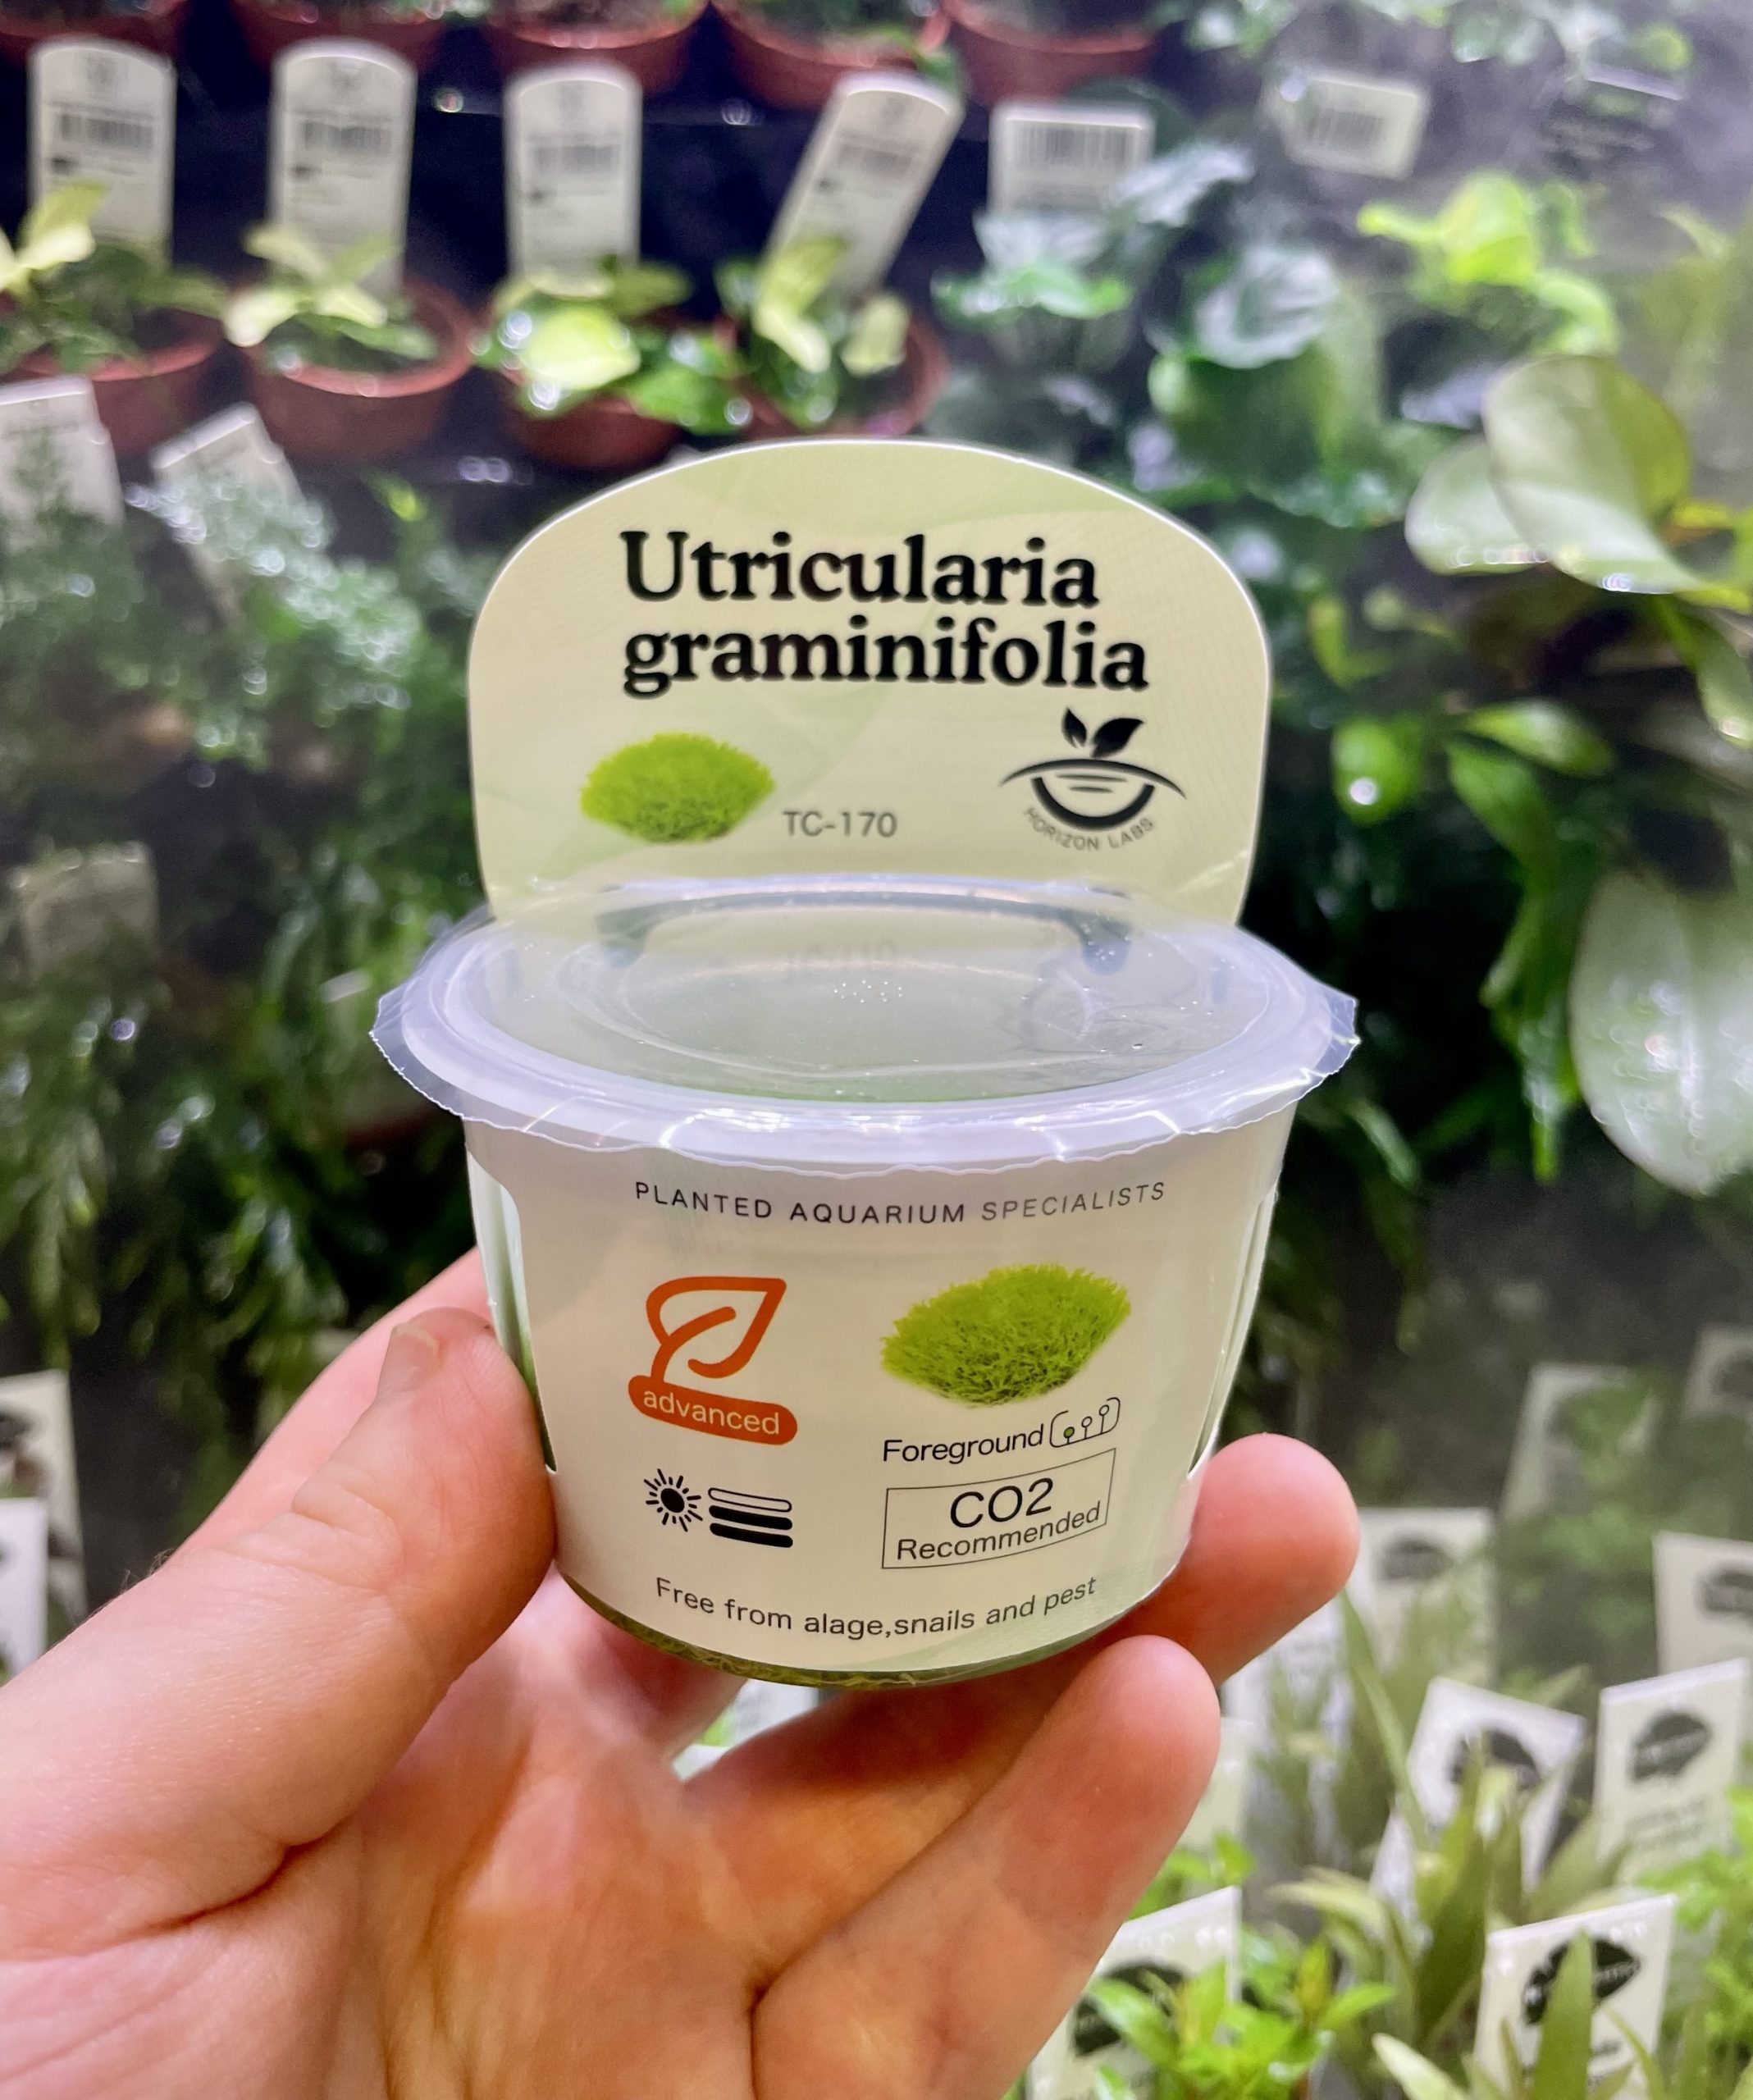 Utricularia
graminifolia
TC-170
HORIZON LABS
PLANTED AQUARIUM SPECIALISTS
advanced
Foreground
CO2
Recommended
Free from alage,snails and pest